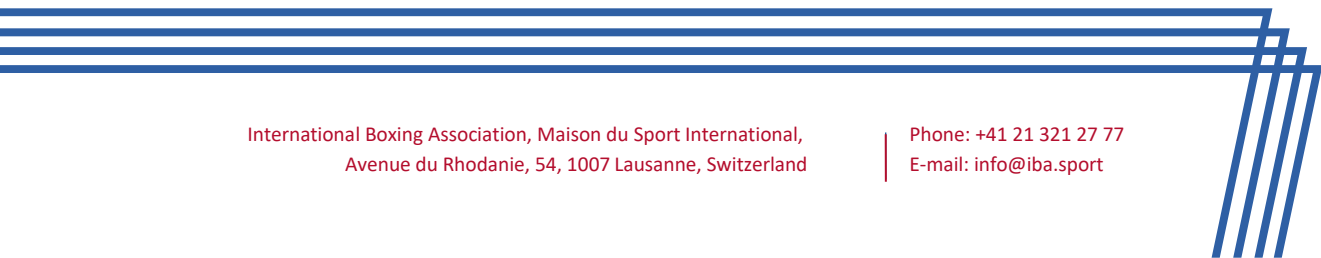 International Boxing Association, Maison du Sport International,
Avenue du Rhodanie, 54, 1007 Lausanne, Switzerland
Phone: +41 21 321 27 77
E-mail: info@iba.sport